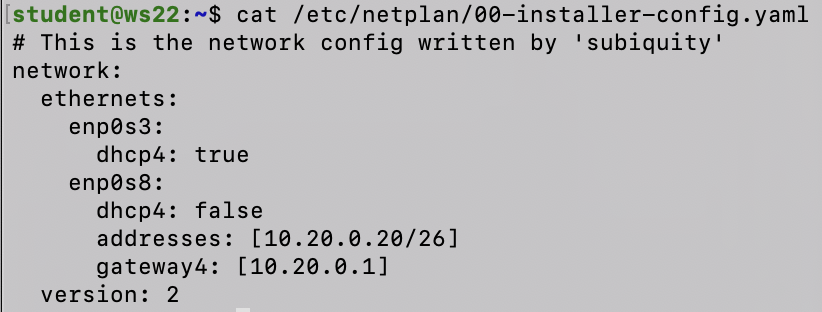 [student@ws22:~$ cat /etc/netplan/00-installer-config.yaml
# This is the network config written by 'subiquity'
network:
  ethernets:
    enp0s3:
      dhcp4: true
    enp0s8:
      dhcp4: false
      addresses: [10.20.0.20/26]
      gateway4: [10.20.0.1]
  version: 2